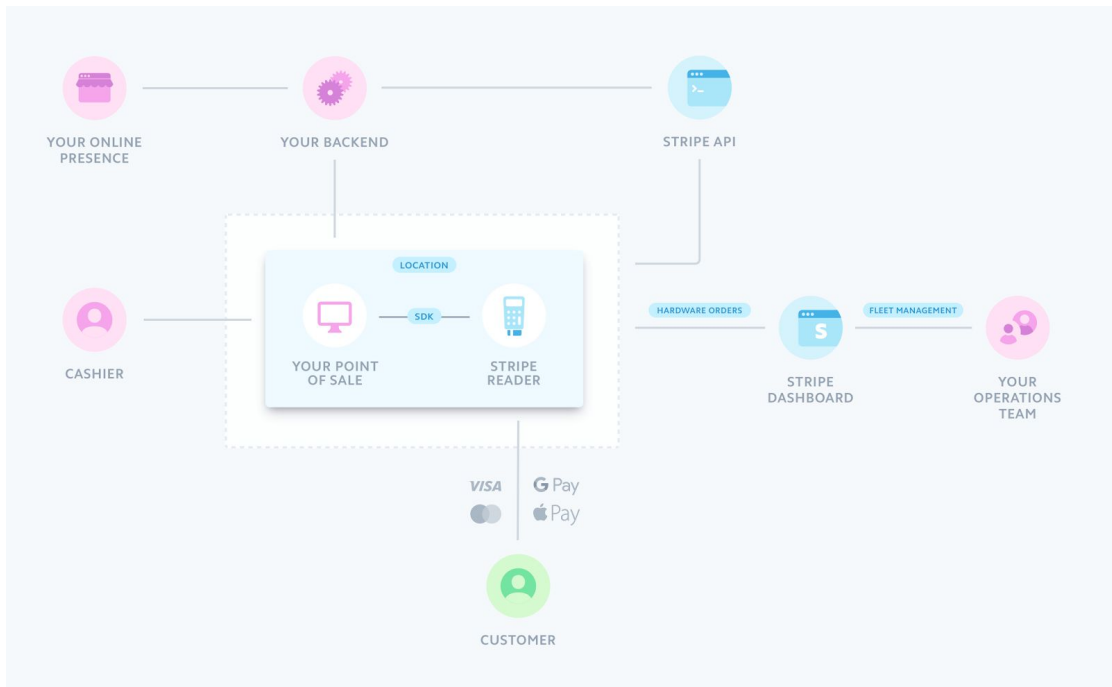 YOUR ONLINE
PRESENCE
YOUR BACKEND
STRIPE API
LOCATION
SDK
YOUR POINT
OF SALE
STRIPE
READER
CASHIER
HARDWARE ORDERS
FLEET MANAGEMENT
S
STRIPE
DASHBOARD
YOUR
OPERATIONS
TEAM
VISA
G Pay
Pay
CUSTOMER